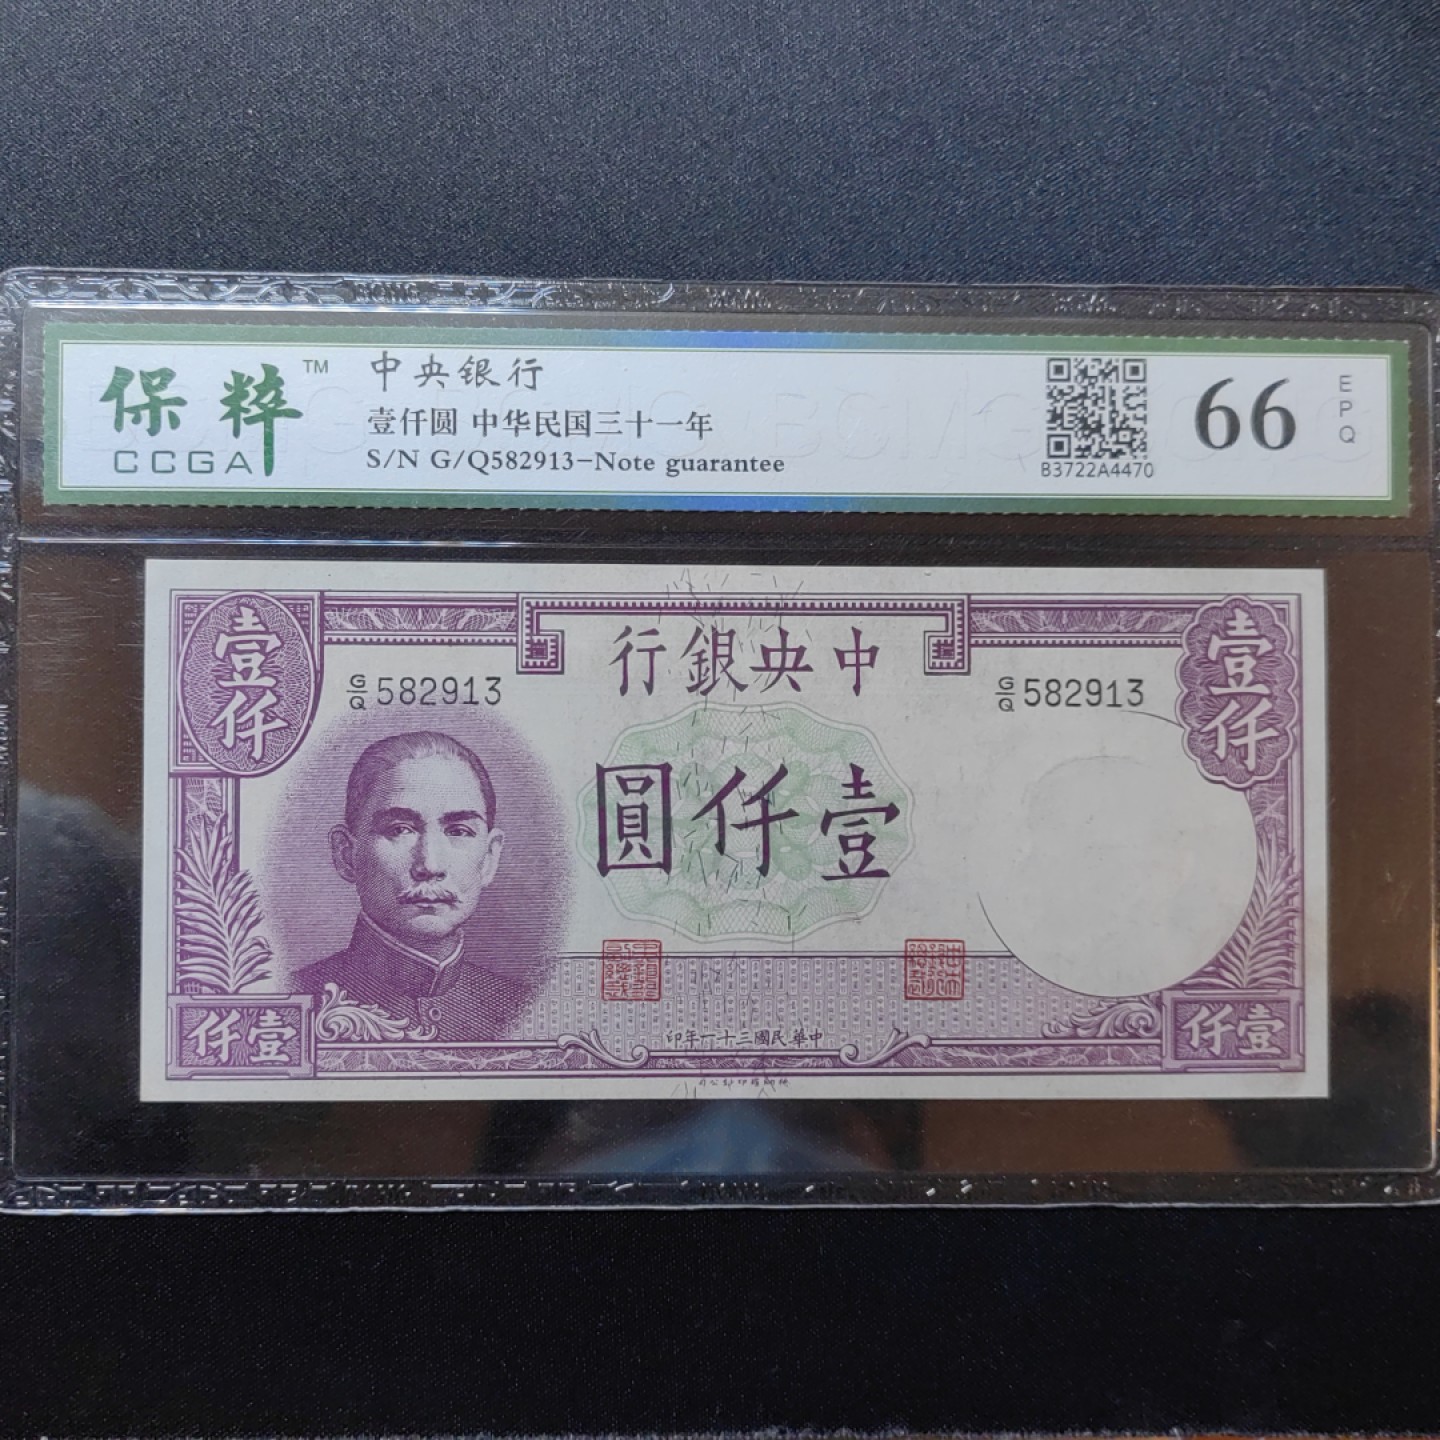 保粹™
CCGA
中央银行
壹仟圆 中华民国三十一年
S/N G/Q582913-Note guarantee
B3722A4470
66
EPQ
壹仟
行銀央中
壹仟
G/Q 582913
G/Q 582913
圓仟壹
印年一十三國民華中
仟壹
仟壹